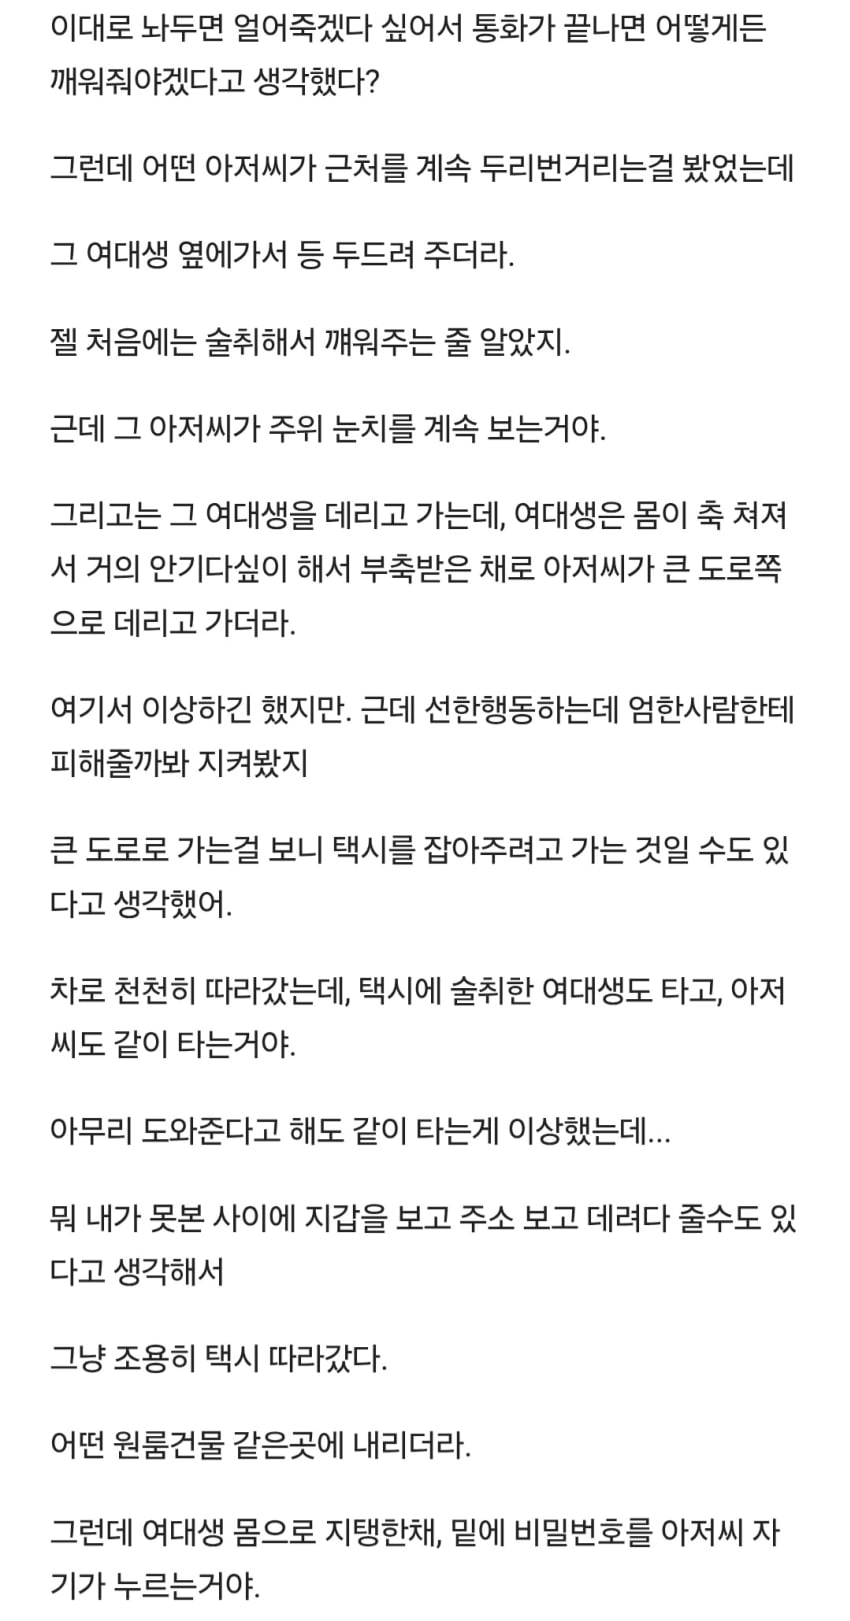 이대로 놔두면 얼어죽겠다 싶어서 통화가 끝나면 어떻게든
깨워줘야겠다고 생각했다?
그런데 어떤 아저씨가 근처를 계속 두리번거리는걸 봤었는데
그 여대생 옆에가서 등 두드려 주더라.
젤 처음에는 술취해서 꺠워주는 줄 알았지.
근데 그 아저씨가 주위 눈치를 계속 보는거야.
그리고는 그 여대생을 데리고 가는데, 여대생은 몸이 축 쳐져
서 거의 안기다싶이 해서 부축받은 채로 아저씨가 큰 도로쪽
으로 데리고 가더라.
여기서 이상하긴 했지만. 근데 선한행동하는데 엄한사람한테
피해줄까봐 지켜봤지
큰 도로로 가는걸 보니 택시를 잡아주려고 가는 것일 수도 있
다고 생각했어.
차로 천천히 따라갔는데, 택시에 술취한 여대생도 타고, 아저
씨도 같이 타는거야.
아무리 도와준다고 해도 같이 타는게 이상했는데...
뭐 내가 못본 사이에 지갑을 보고 주소 보고 데려다 줄수도 있
다고 생각해서
그냥 조용히 택시 따라갔다.
어떤 원룸건물 같은곳에 내리더라.
그런데 여대생 몸으로 지탱한채, 밑에 비밀번호를 아저씨 자
기가 누르는거야.